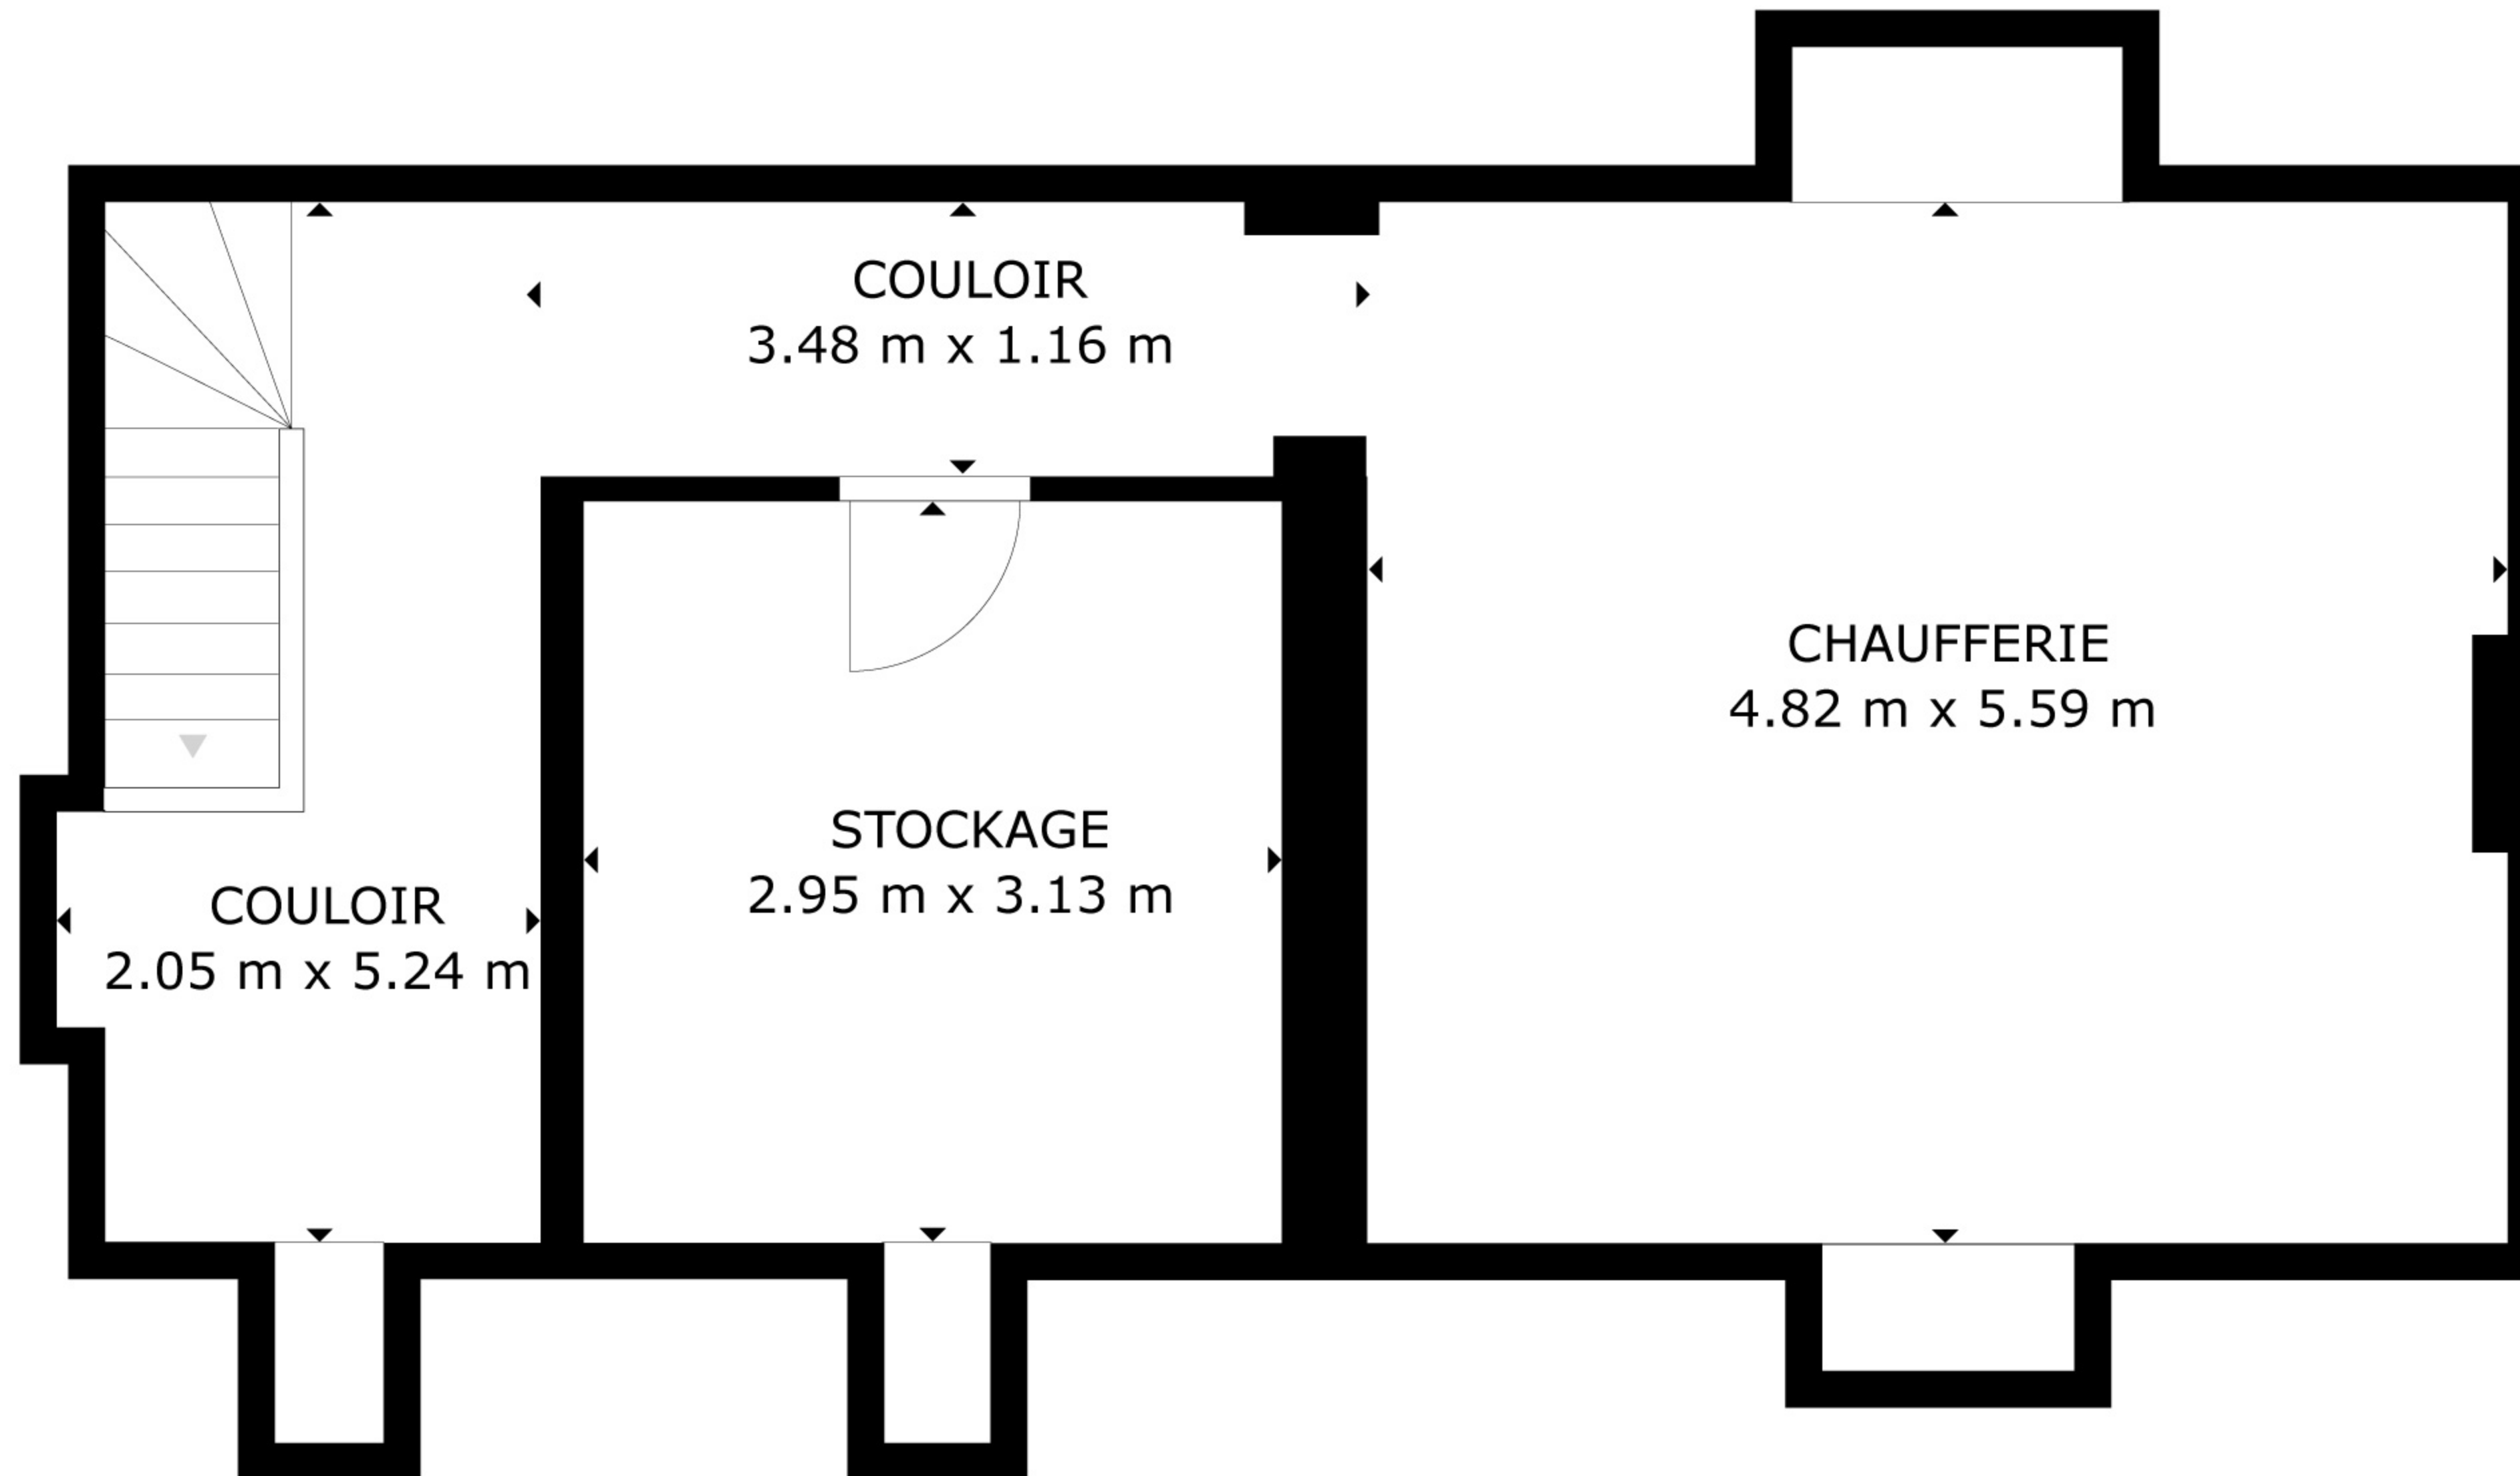 COULOIR
3.48 m x 1.16 m
CHAUFFERIE
4.82 m x 5.59 m
STOCKAGE
2.95 m x 3.13 m
COULOIR
2.05 m x 5.24 m